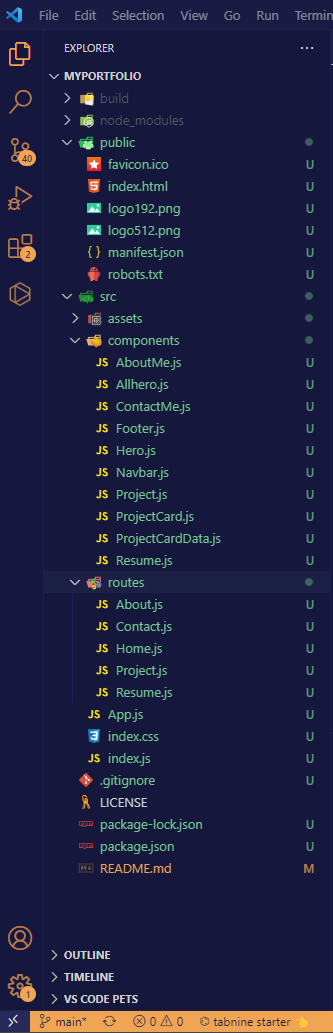 File Edit Selection View Go Run Termin
EXPLORER ...
MYPORTFOLIO
build
node_modules
public
favicon.ico U
index.html U
logo192.png U
logo512.png U
{ } manifest.json U
robots.txt U
src
assets
components
JS AboutMe.js U
JS Allhero.js U
JS ContactMe.js U
JS Footer.js U
JS Hero.js U
JS Navbar.js U
JS Project.js U
JS ProjectCard.js U
JS ProjectCardData.js U
JS Resume.js U
routes
JS About.js U
JS Contact.js U
JS Home.js U
JS Project.js U
JS Resume.js U
JS App.js U
index.css U
JS index.js U
.gitignore U
LICENSE
package-lock.json U
package.json U
README.md M
OUTLINE
TIMELINE
VS CODE PETS
40
2
1
main* 0 0 tabnine starter